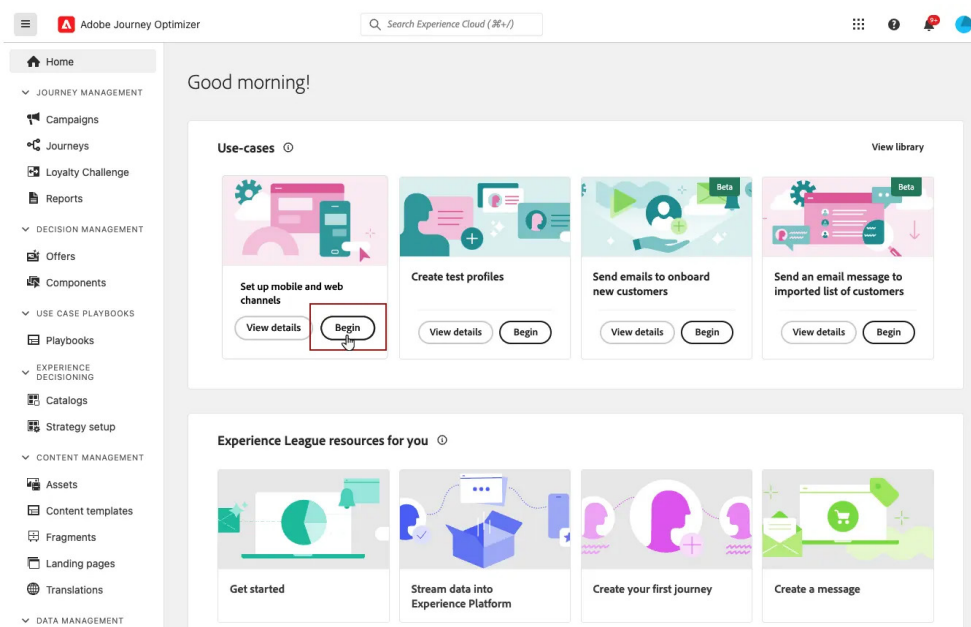 Adobe Journey Optimizer
Search Experience Cloud (⌘+/)
9+
Home
JOURNEY MANAGEMENT
Campaigns
Journeys
Loyalty Challenge
Reports
DECISION MANAGEMENT
Offers
Components
USE CASE PLAYBOOKS
Playbooks
EXPERIENCE
DECISIONING
Catalogs
Strategy setup
CONTENT MANAGEMENT
Assets
Content templates
Fragments
Landing pages
Translations
DATA MANAGEMENT
Good morning!
Use-cases
View library
Set up mobile and web
channels
View details
Begin
Create test profiles
View details
Begin
Beta
Send emails to onboard
new customers
View details
Begin
Beta
Send an email message to
imported list of customers
View details
Begin
Experience League resources for you
Get started
Stream data into
Experience Platform
Create your first journey
Create a message